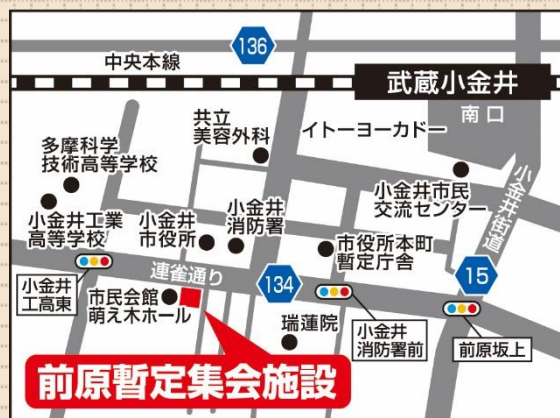 136
中央本線
武蔵小金井
南口
共立
美容外科
イトーヨーカドー
多摩科学
技術高等学校
小金井市民
交流センター
小金井街道
小金井工業
高等学校
小金井
市役所
小金井
消防署
市役所本町
暫定庁舎
連雀通り
134
15
小金井
工高東
市民会館
萌え木ホール
瑞蓮院
小金井
消防署前
前原坂上
前原暫定集会施設